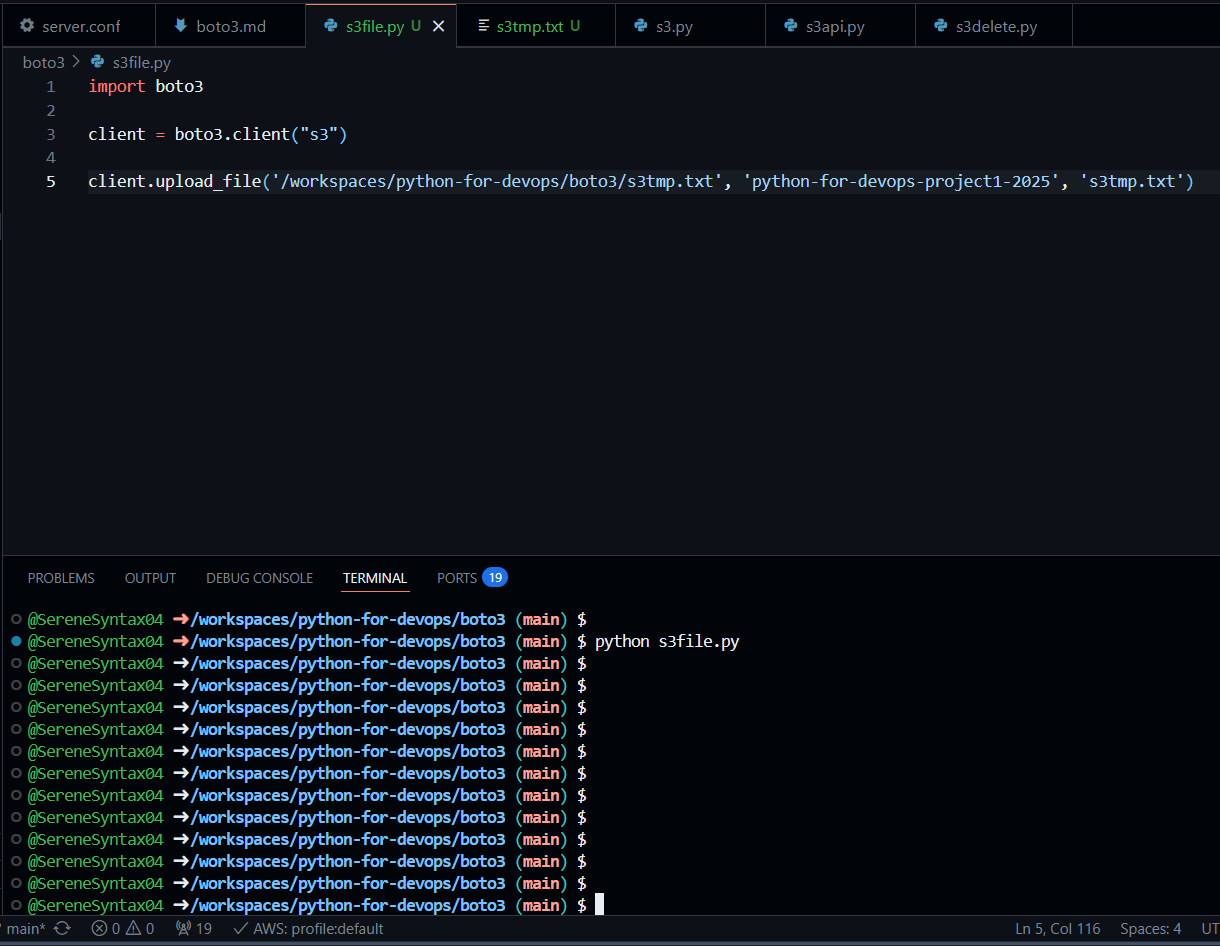 server.conf boto3.md s3file.py U s3tmp.txt U s3.py s3api.py s3delete.py
boto3 > s3file.py
1 import boto3
2
3 client = boto3.client("s3")
4
5 client.upload_file('/workspaces/python-for-devops/boto3/s3tmp.txt', 'python-for-devops-project1-2025', 's3tmp.txt')
PROBLEMS OUTPUT DEBUG CONSOLE TERMINAL PORTS 19
@SereneSyntax04 ➜/workspaces/python-for-devops/boto3 (main) $
@SereneSyntax04 ➜/workspaces/python-for-devops/boto3 (main) $ python s3file.py
@SereneSyntax04 ➜/workspaces/python-for-devops/boto3 (main) $
@SereneSyntax04 ➜/workspaces/python-for-devops/boto3 (main) $
@SereneSyntax04 ➜/workspaces/python-for-devops/boto3 (main) $
@SereneSyntax04 ➜/workspaces/python-for-devops/boto3 (main) $
@SereneSyntax04 ➜/workspaces/python-for-devops/boto3 (main) $
@SereneSyntax04 ➜/workspaces/python-for-devops/boto3 (main) $
@SereneSyntax04 ➜/workspaces/python-for-devops/boto3 (main) $
@SereneSyntax04 ➜/workspaces/python-for-devops/boto3 (main) $
@SereneSyntax04 ➜/workspaces/python-for-devops/boto3 (main) $
@SereneSyntax04 ➜/workspaces/python-for-devops/boto3 (main) $
@SereneSyntax04 ➜/workspaces/python-for-devops/boto3 (main) $
@SereneSyntax04 ➜/workspaces/python-for-devops/boto3 (main) $
main* 0 0 19 AWS: profile:default Ln 5, Col 116 Spaces: 4 UT